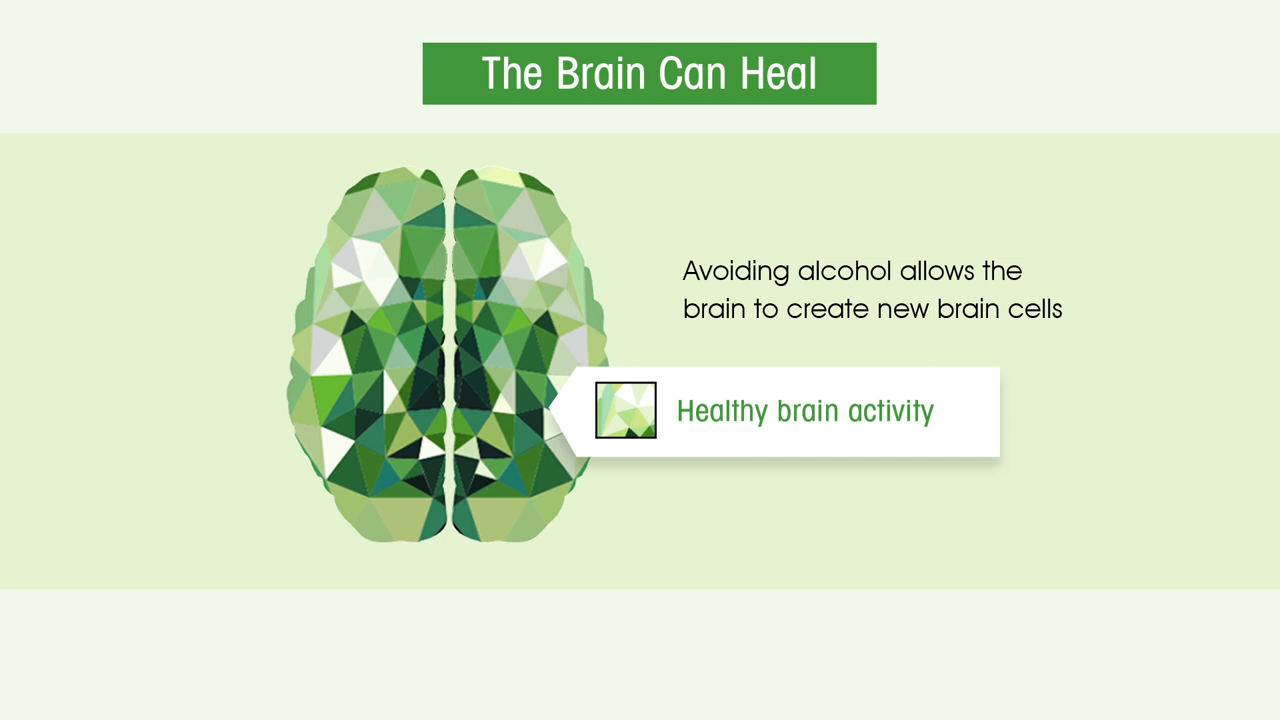 The Brain Can Heal
Avoiding alcohol allows the
brain to create new brain cells
Healthy brain activity